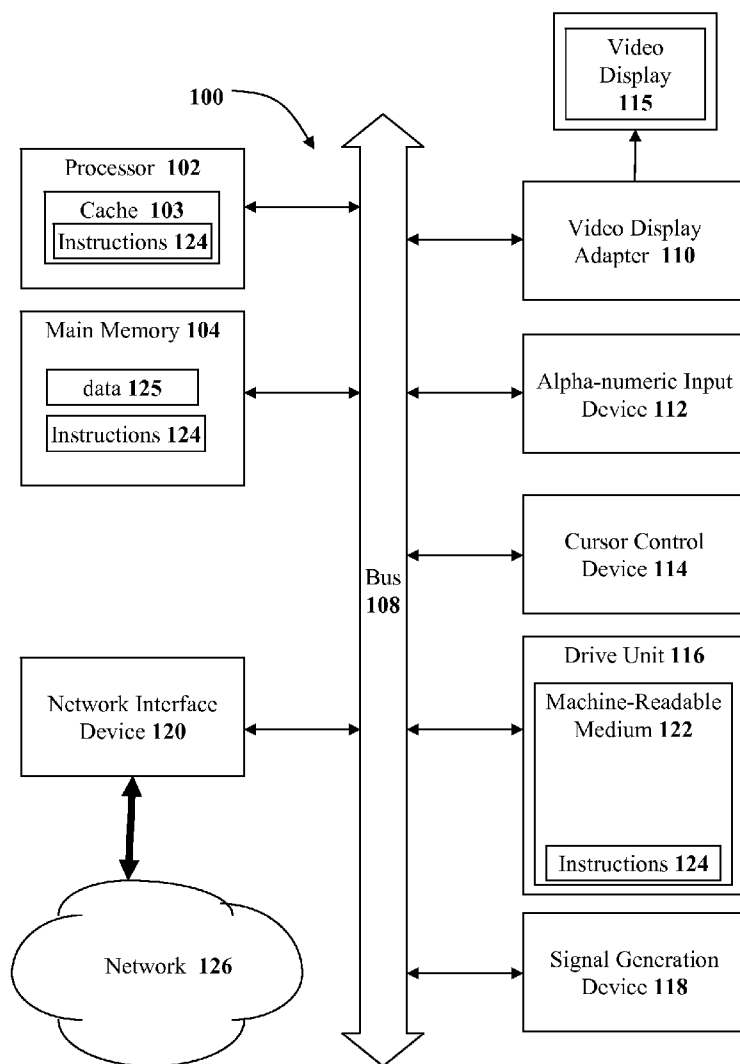 100
Video
Display
115
Processor 102
Cache 103
Instructions 124
Video Display
Adapter 110
Main Memory 104
data 125
Instructions 124
Alpha-numeric Input
Device 112
Cursor Control
Device 114
Bus
108
Network Interface
Device 120
Drive Unit 116
Machine-Readable
Medium 122
Instructions 124
Network 126
Signal Generation
Device 118